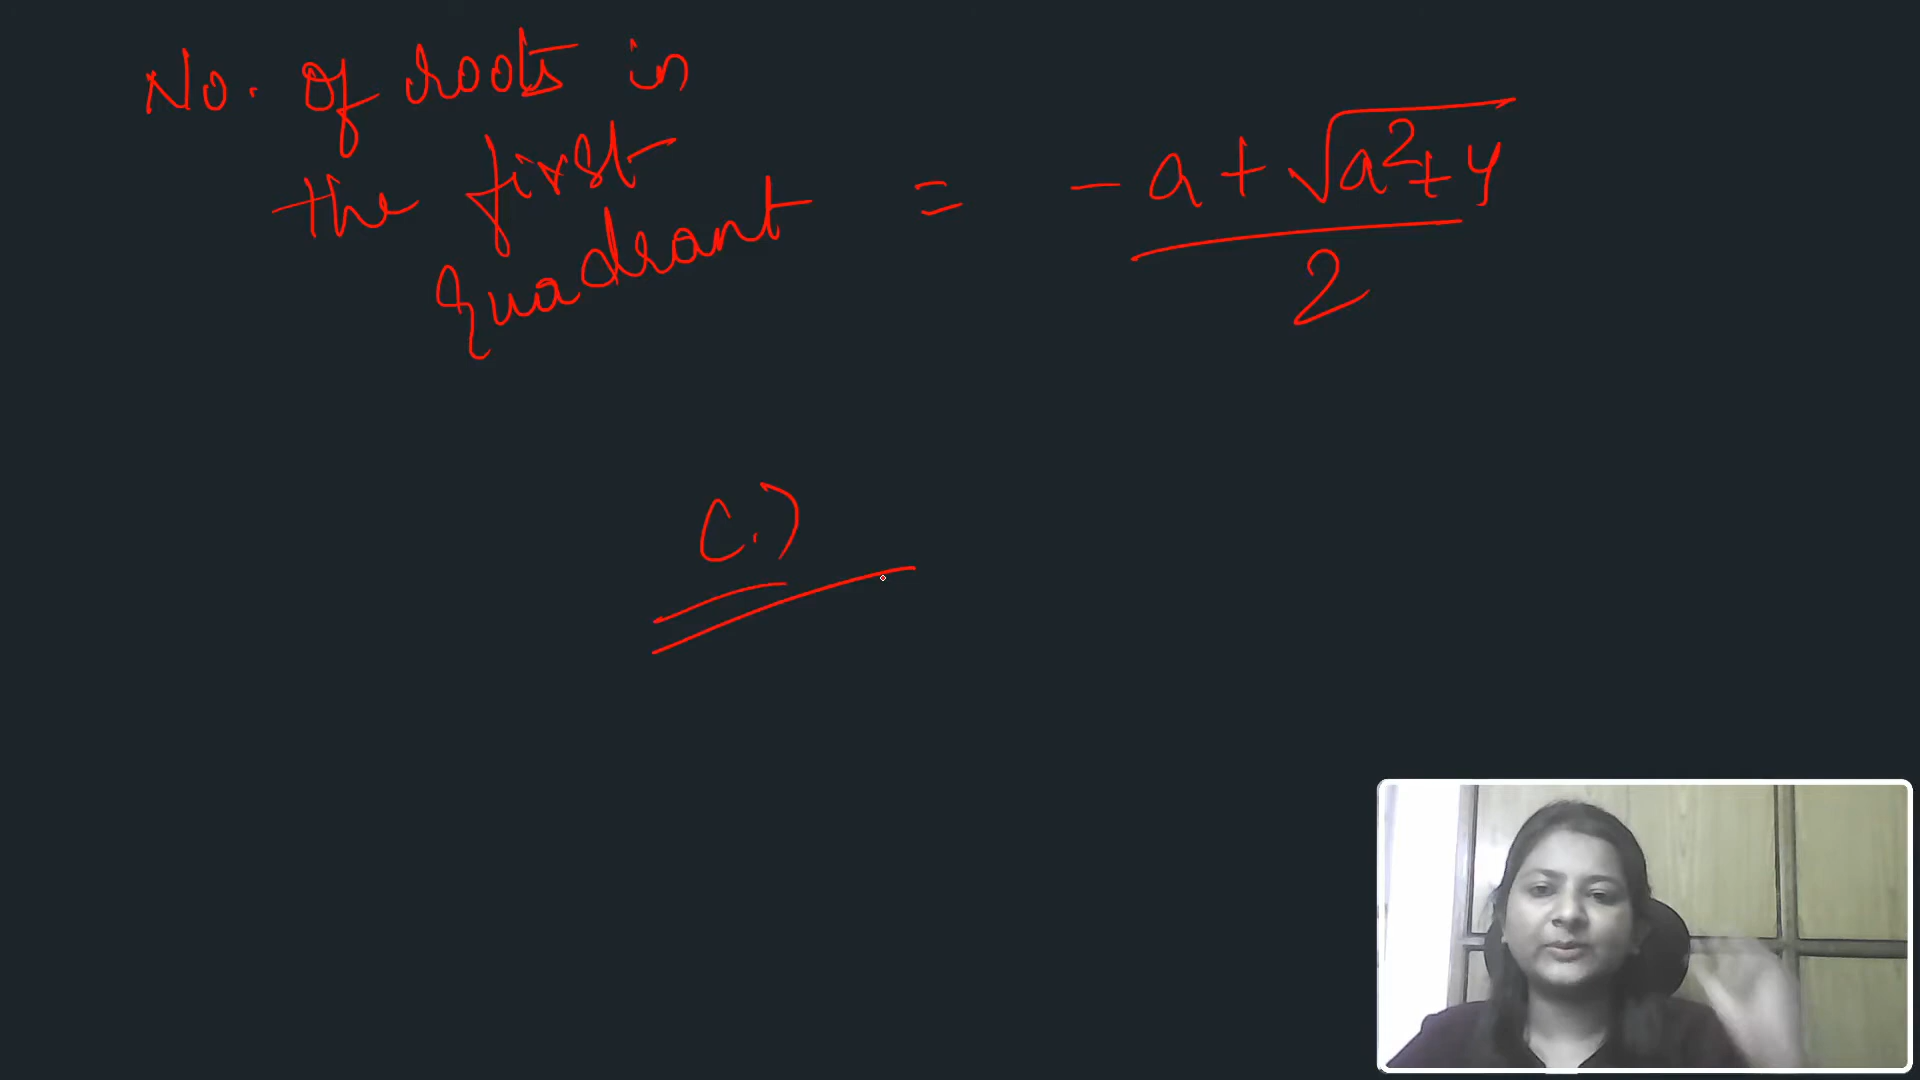 No. of roots in
the first
quadrant = -a + √(a² + 4) / 2
c.)